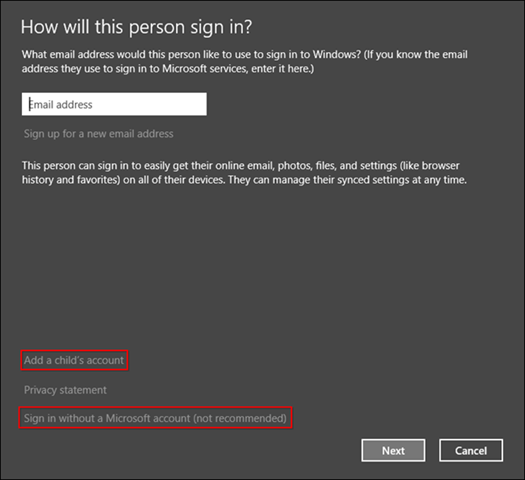 How will this person sign in?
What email address would this person like to use to sign in to Windows? (If you know the email
address they use to sign in to Microsoft services, enter it here.)
Email address
Sign up for a new email address
This person can sign in to easily get their online email, photos, files, and settings (like browser
history and favorites) on all of their devices. They can manage their synced settings at any time.
Add a child's account
Privacy statement
Sign in without a Microsoft account (not recommended)
Next Cancel